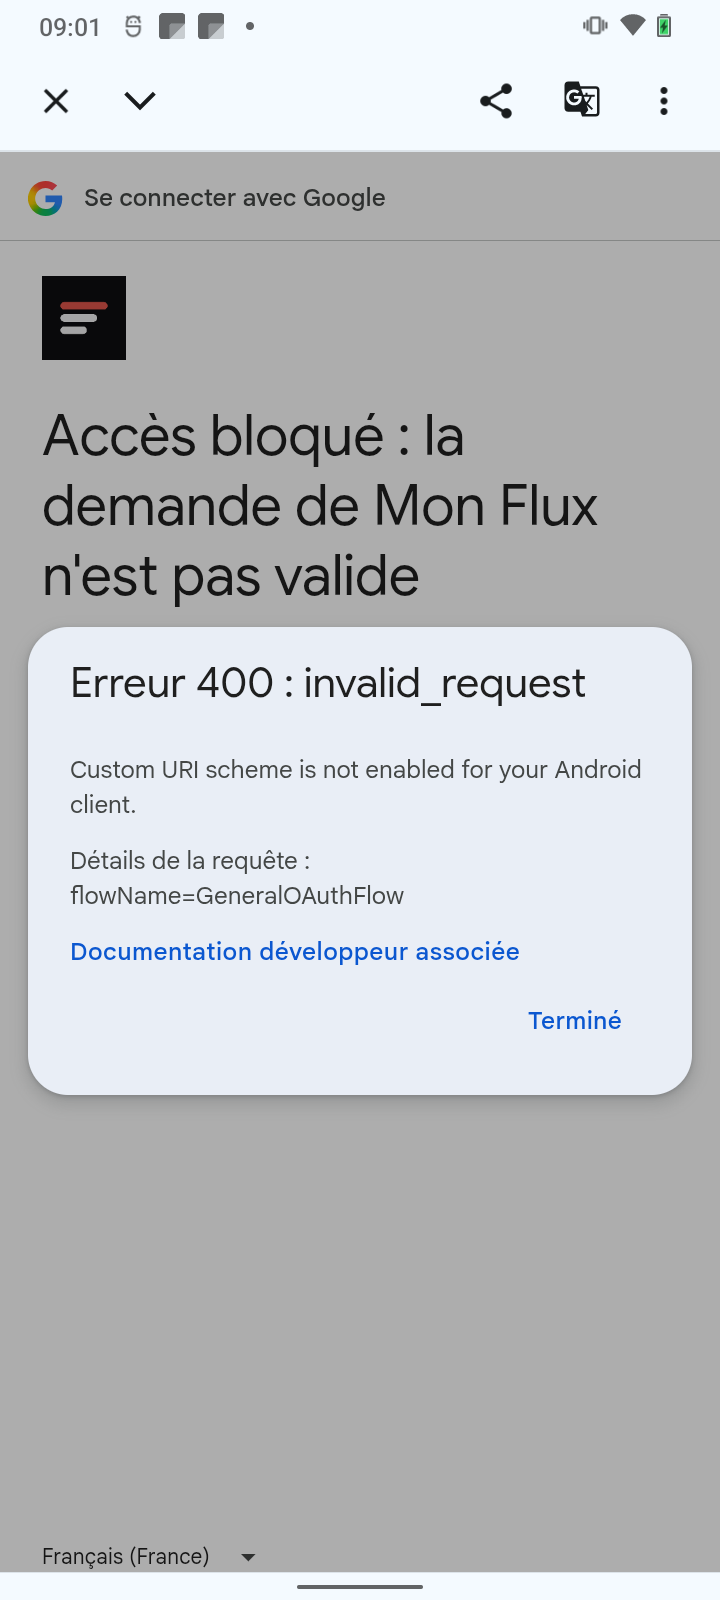 09:01
Se connecter avec Google
Accès bloqué : la
demande de Mon Flux
n'est pas valide
Erreur 400 : invalid_request
Custom URI scheme is not enabled for your Android
client.
Détails de la requête :
flowName=GeneralOAuthFlow
Documentation développeur associée
Terminé
Français (France)